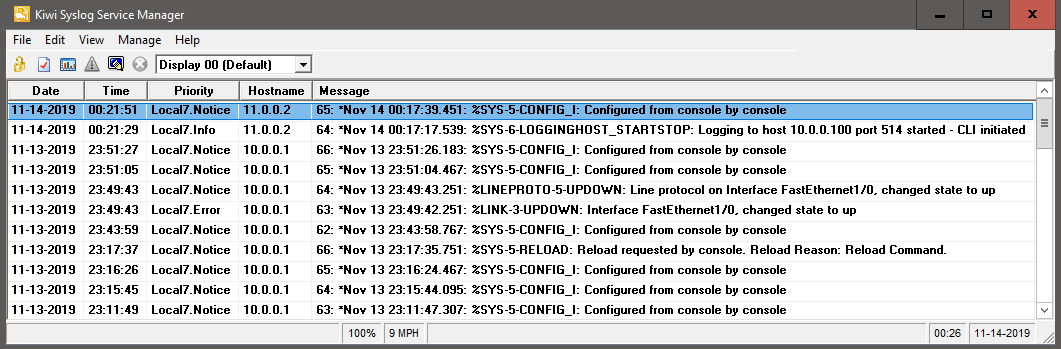 Kiwi Syslog Service Manager
File Edit View Manage Help
Display 00 (Default)
Date Time Priority Hostname Message
11-14-2019 00:21:51 Local7.Notice 11.0.0.2 65: *Nov 14 00:17:39.451: %SYS-5-CONFIG_I: Configured from console by console
11-14-2019 00:21:29 Local7.Info 11.0.0.2 64: *Nov 14 00:17:17.539: %SYS-6-LOGGINGHOST_STARTSTOP: Logging to host 10.0.0.100 port 514 started - CLI initiated
11-13-2019 23:51:27 Local7.Notice 10.0.0.1 66: *Nov 13 23:51:26.183: %SYS-5-CONFIG_I: Configured from console by console
11-13-2019 23:51:05 Local7.Notice 10.0.0.1 65: *Nov 13 23:51:04.467: %SYS-5-CONFIG_I: Configured from console by console
11-13-2019 23:49:43 Local7.Notice 10.0.0.1 64: *Nov 13 23:49:43.251: %LINEPROTO-5-UPDOWN: Line protocol on Interface FastEthernet1/0, changed state to up
11-13-2019 23:49:43 Local7.Error 10.0.0.1 63: *Nov 13 23:49:42.251: %LINK-3-UPDOWN: Interface FastEthernet1/0, changed state to up
11-13-2019 23:43:59 Local7.Notice 10.0.0.1 62: *Nov 13 23:43:58.767: %SYS-5-CONFIG_I: Configured from console by console
11-13-2019 23:17:37 Local7.Notice 10.0.0.1 66: *Nov 13 23:17:35.751: %SYS-5-RELOAD: Reload requested by console. Reload Reason: Reload Command.
11-13-2019 23:16:26 Local7.Notice 10.0.0.1 65: *Nov 13 23:16:24.467: %SYS-5-CONFIG_I: Configured from console by console
11-13-2019 23:15:45 Local7.Notice 10.0.0.1 64: *Nov 13 23:15:44.095: %SYS-5-CONFIG_I: Configured from console by console
11-13-2019 23:11:49 Local7.Notice 10.0.0.1 63: *Nov 13 23:11:47.307: %SYS-5-CONFIG_I: Configured from console by console
100% 9 MPH 00:26 11-14-2019